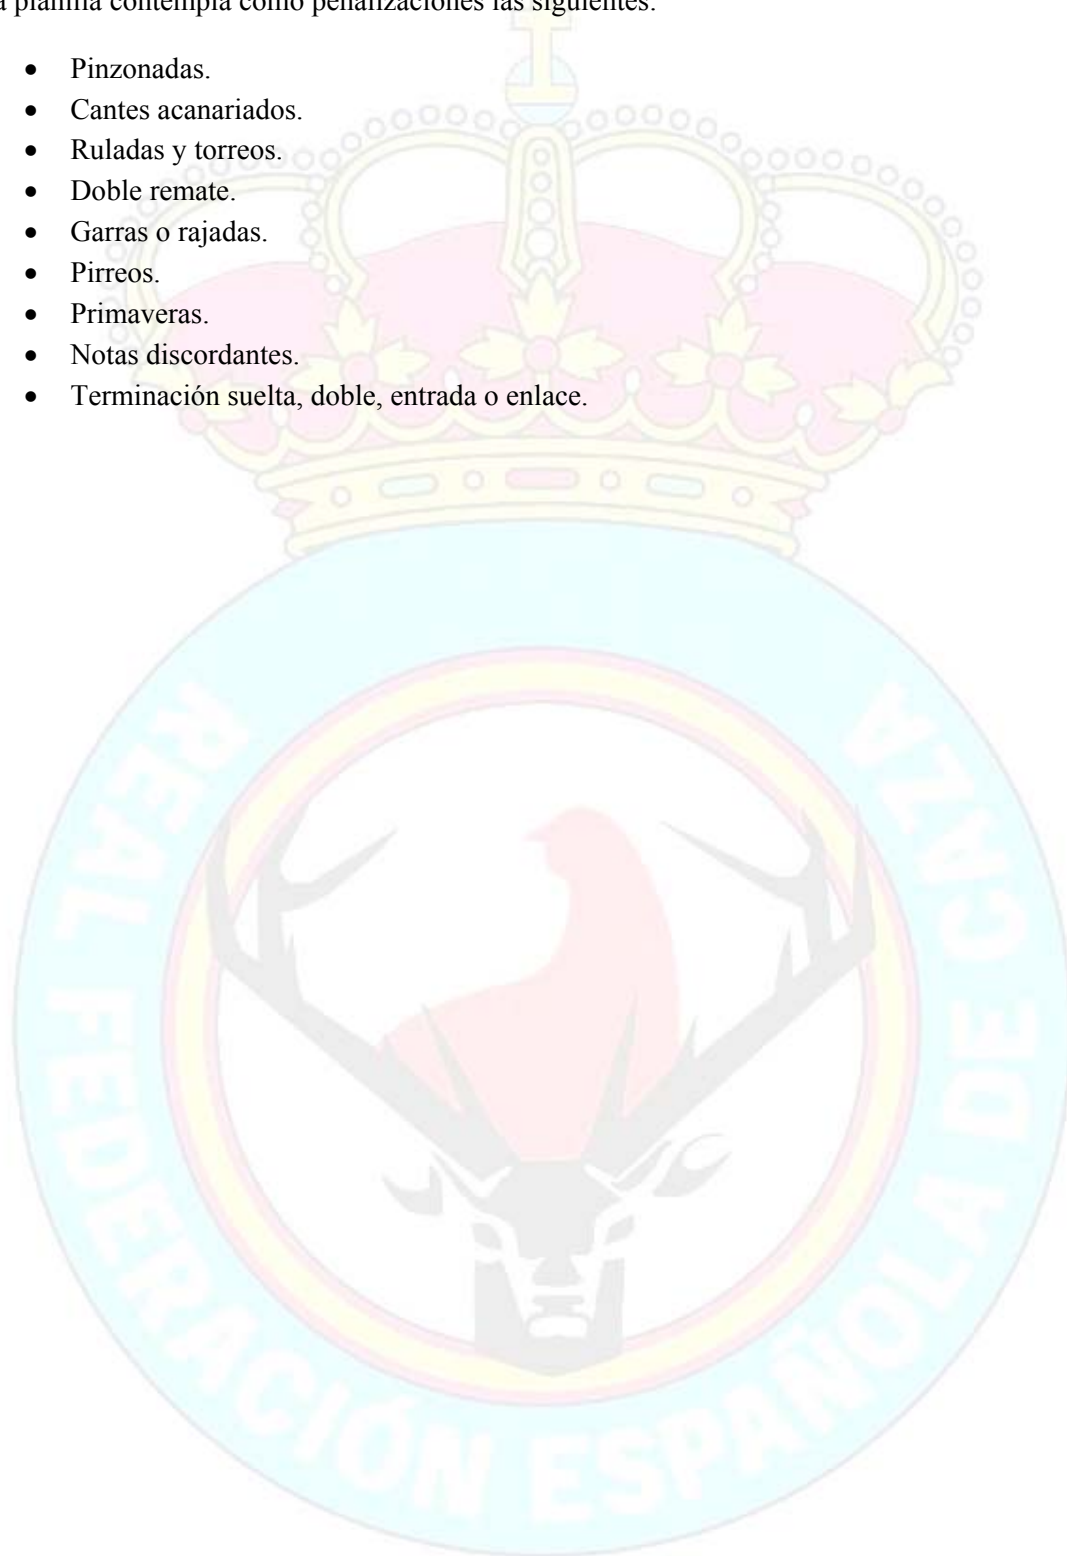 a planilla contempla como penalizaciones las siguientes:
• Pinzonadas.
• Cantes acanariados.
• Ruladas y torreos.
• Doble remate.
• Garras o rajadas.
• Pirreos.
• Primaveras.
• Notas discordantes.
• Terminación suelta, doble, entrada o enlace.
REAL FEDERACIÓN ESPAÑOLA DE CAZA